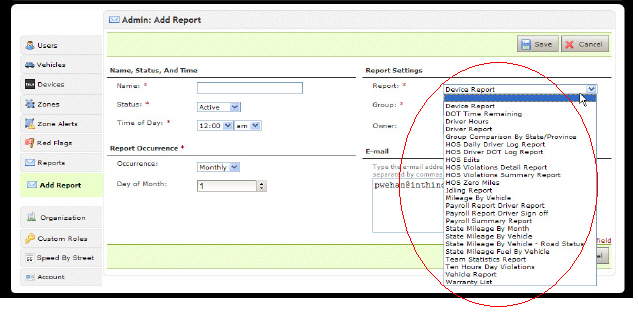 Admin: Add Report
Users
Vehicles
Devices
Zones
Zone Alerts
Red Flags
Reports
Add Report
Organization
Custom Roles
Speed By Street
Account
Save
Cancel
Name, Status, And Time
Name: *
Status: *
Active
Time of Day: *
12:00
am
Report Occurrence *
Occurrence:
Monthly
Day of Month:
1
Report Settings
Report: *
Device Report
Group: *
Owner:
E-mail
Type the e-mail addre
separated by commas
pwehan@inthin
Device Report
DOT Time Remaining
Driver Hours
Driver Report
Group Comparison By State/Province
HOS Daily Driver Log Report
HOS Driver DOT Log Report
HOS Edits
HOS Violations Detail Report
HOS Violations Summary Report
HOS Zero Miles
Idling Report
Mileage By Vehicle
Payroll Report Driver Report
Payroll Report Driver Sign off
Payroll Summary Report
State Mileage By Month
State Mileage By Vehicle
State Mileage By Vehicle - Road Status
State Mileage Fuel By Vehicle
Team Statistics Report
Ten Hours Day Violations
Vehicle Report
Warranty List
field